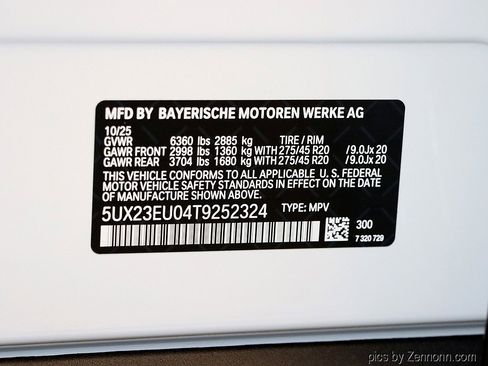 MFD BY BAYERISCHE MOTOREN WERKE AG
10/25
GVWR 6360 lbs 2885 kg TIRE / RIM
GAWR FRONT 2998 lbs 1360 kg WITH 275/45 R20 /9.0Jx 20
GAWR REAR 3704 lbs 1680 kg WITH 275/45 R20 /9.0Jx 20
THIS VEHICLE CONFORMS TO ALL APPLICABLE U. S. FEDERAL
MOTOR VEHICLE SAFETY STANDARDS IN EFFECT ON THE DATE OF
MANUFACTURE SHOWN ABOVE.
5UX23EU04T9252324 TYPE: MPV
300
7 320 729
pics by Zennonn.com